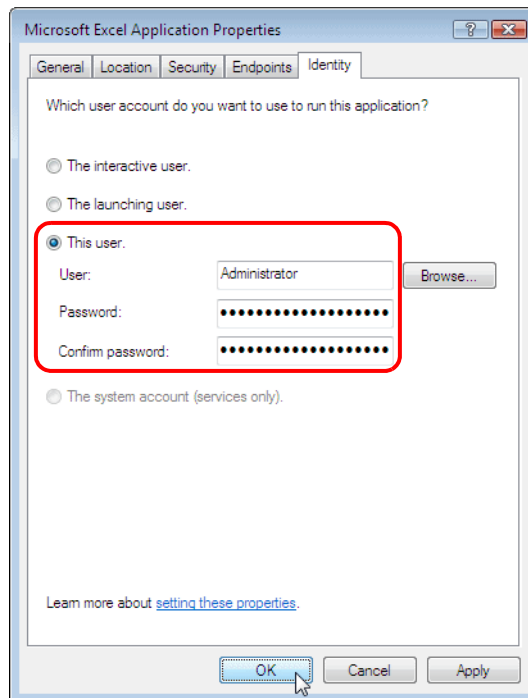 Microsoft Excel Application Properties
General Location Security Endpoints Identity
Which user account do you want to use to run this application?
The interactive user.
The launching user.
This user.
User: Administrator Browse...
Password: ●●●●●●●●●●●●●●●●●●●
Confirm password: ●●●●●●●●●●●●●●●●●●●
The system account (services only).
Learn more about setting these properties.
OK Cancel Apply